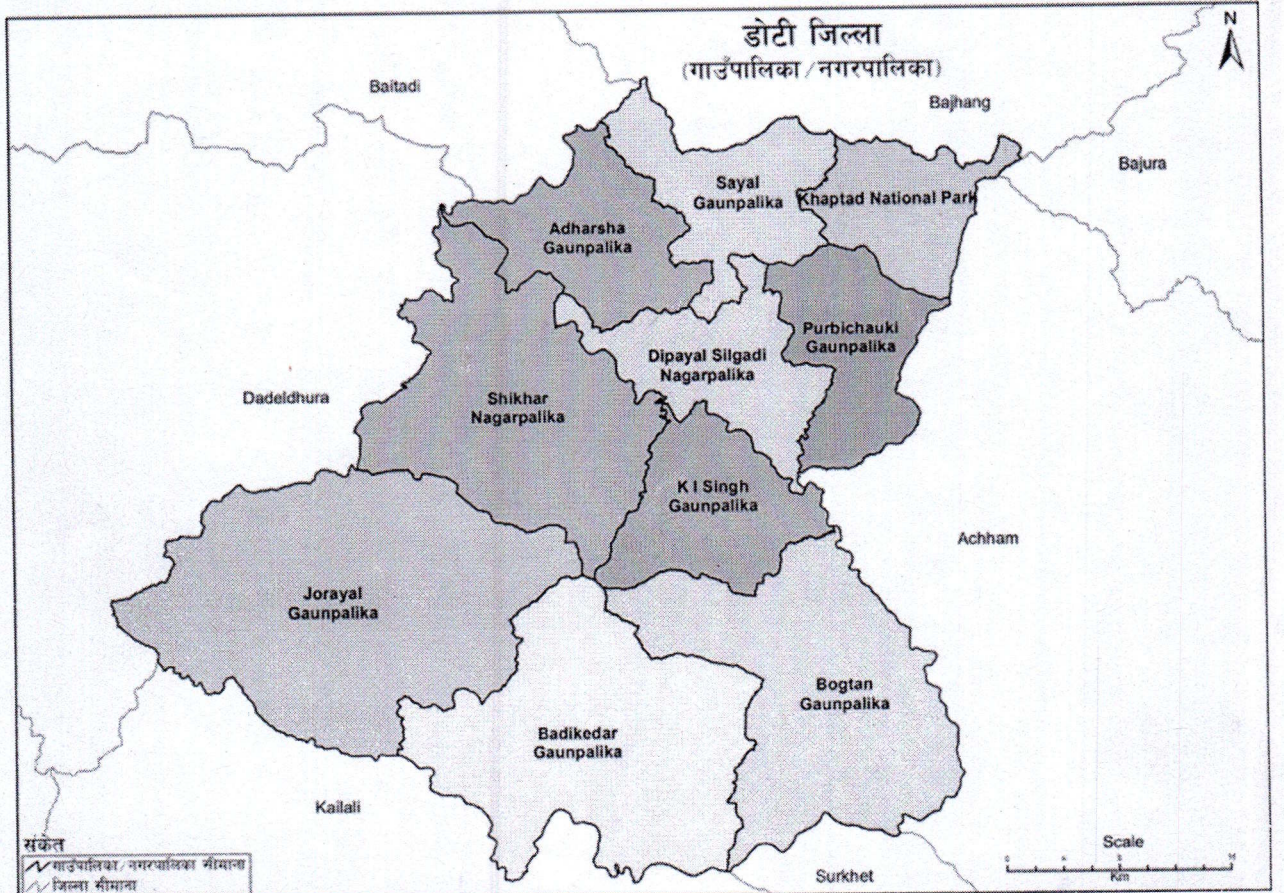 डोटी जिल्ला
(गाउँपालिका/नगरपालिका)
N
Baitadi
Bajhang
Bajura
Sayal
Gaunpalika
Khaptad National Park
Adharsha
Gaunpalika
Purbichauki
Gaunpalika
Dipayal Silgadi
Nagarpalika
Dadeldhura
Shikhar
Nagarpalika
K I Singh
Gaunpalika
Achham
Jorayal
Gaunpalika
Bogtan
Gaunpalika
Badikedar
Gaunpalika
Kailali
संकेत
गाउँपालिका/नगरपालिका सीमाना
जिल्ला सीमाना
Surkhet
Scale
Km